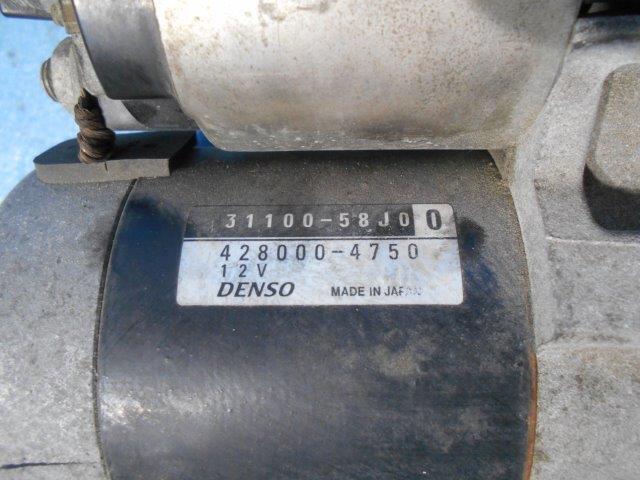 31100-58J0 0
428000-4750
12V
DENSO MADE IN JAPAN